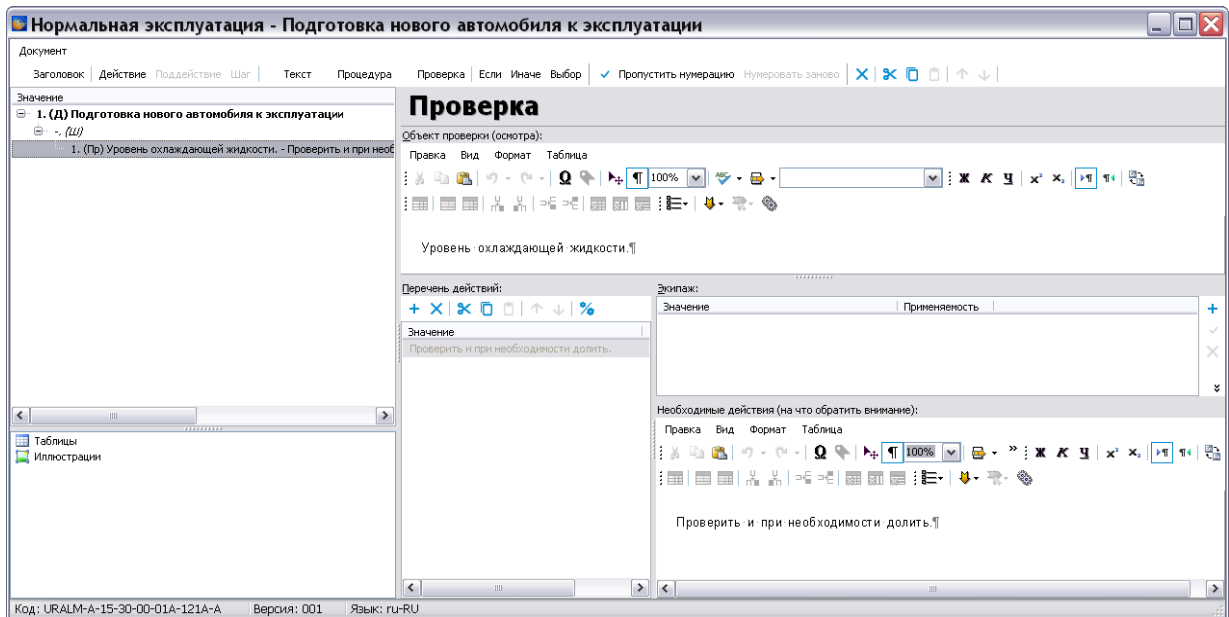 Нормальная эксплуатация - Подготовка нового автомобиля к эксплуатации
Документ
Заголовок Действие Поддействие Шаг Текст Процедура Проверка Если Иначе Выбор Пропустить нумерацию Нумеровать заново
Значение
1. (Д) Подготовка нового автомобиля к эксплуатации
-, (Ш)
1. (Пр) Уровень охлаждающей жидкости. - Проверить и при необ
Таблицы
Иллюстрации
Проверка
Объект проверки (осмотра):
Правка Вид Формат Таблица
100%
Ж К Ч x² x₂
Уровень охлаждающей жидкости.¶
Перечень действий:
Значение
Проверить и при необходимости долить.
Экипаж:
Значение Применяемость
Необходимые действия (на что обратить внимание):
Правка Вид Формат Таблица
100% » Ж К Ч x² x₂
Проверить и при необходимости долить.¶
Код: URALM-A-15-30-00-01A-121A-A Версия: 001 Язык: ru-RU